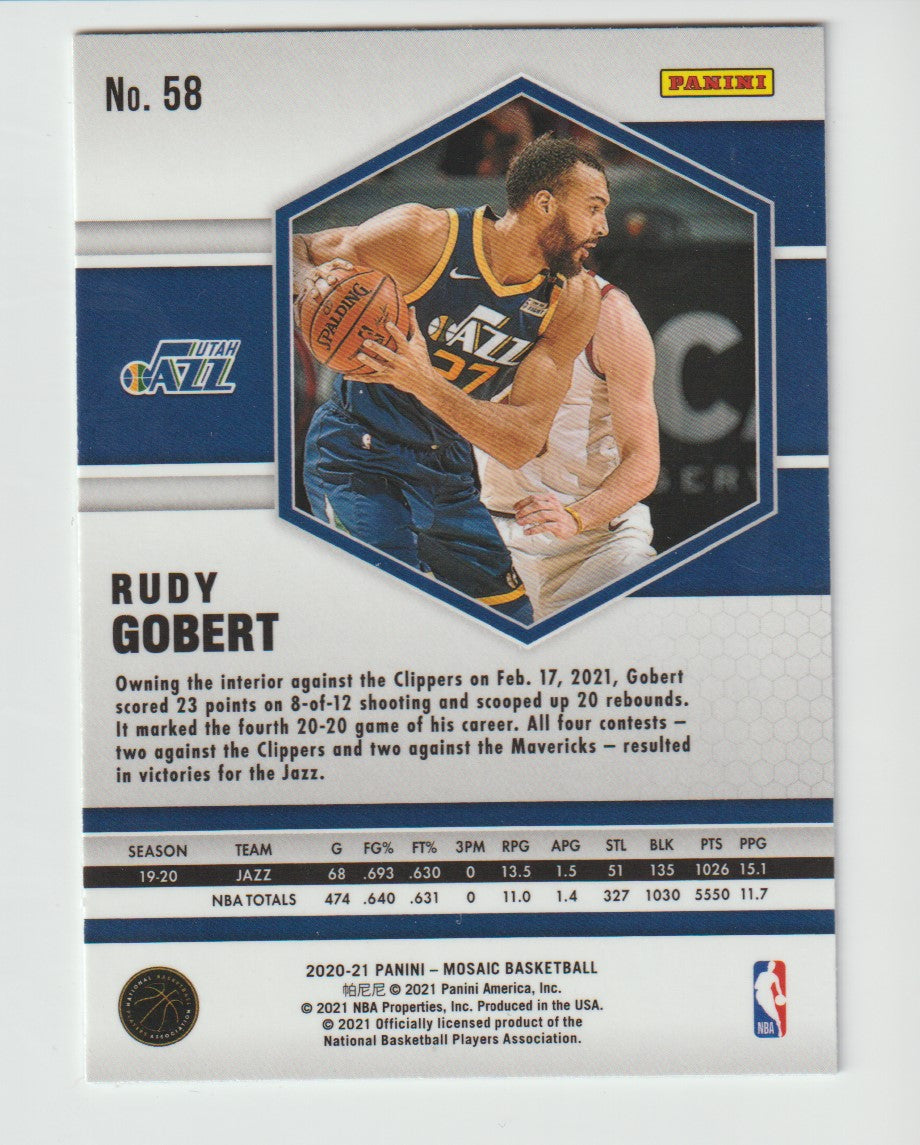 No. 58
PANINI
SPALDING
JAZZ
27
CA
SER
UTAH
JAZZ
RUDY
GOBERT
Owning the interior against the Clippers on Feb. 17, 2021, Gobert
scored 23 points on 8-of-12 shooting and scooped up 20 rebounds.
It marked the fourth 20-20 game of his career. All four contests –
two against the Clippers and two against the Mavericks – resulted
in victories for the Jazz.
SEASON TEAM G FG% FT% 3PM RPG APG STL BLK PTS PPG
19-20 JAZZ 68 .693 .630 0 13.5 1.5 51 135 1026 15.1
NBA TOTALS 474 .640 .631 0 11.0 1.4 327 1030 5550 11.7
NATIONAL BASKETBALL
PLAYERS ASSOCIATION
2020-21 PANINI – MOSAIC BASKETBALL
帕尼尼 © 2021 Panini America, Inc.
© 2021 NBA Properties, Inc. Produced in the USA.
© 2021 Officially licensed product of the
National Basketball Players Association.
NBA